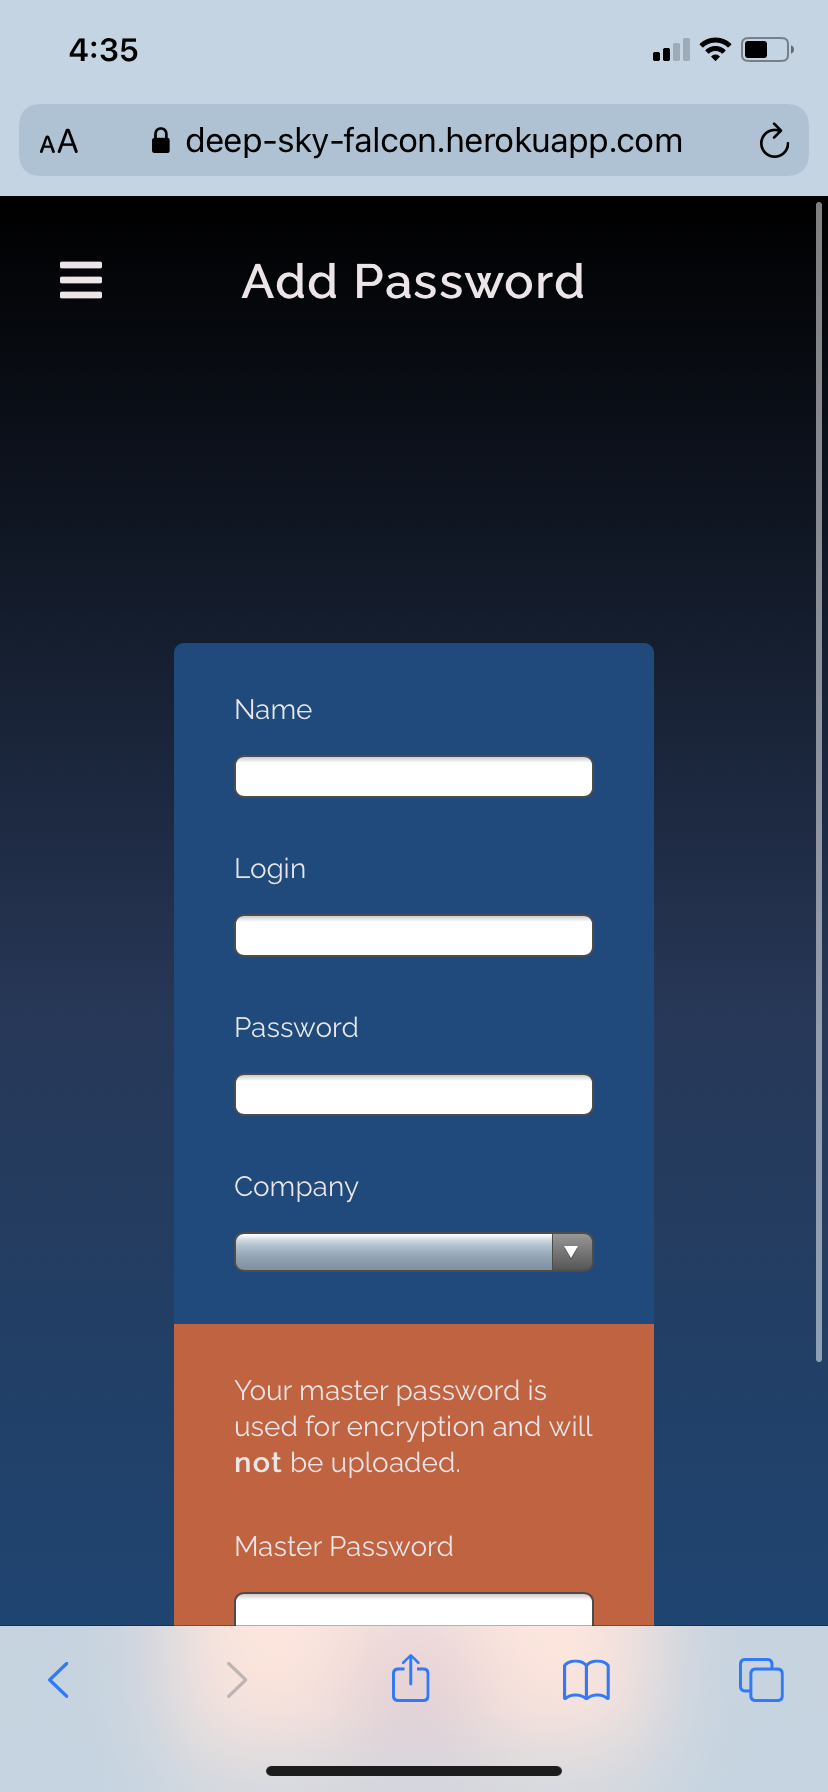 4:35
AA deep-sky-falcon.herokuapp.com
Add Password
Name
Login
Password
Company
Your master password is
used for encryption and will
not be uploaded.
Master Password